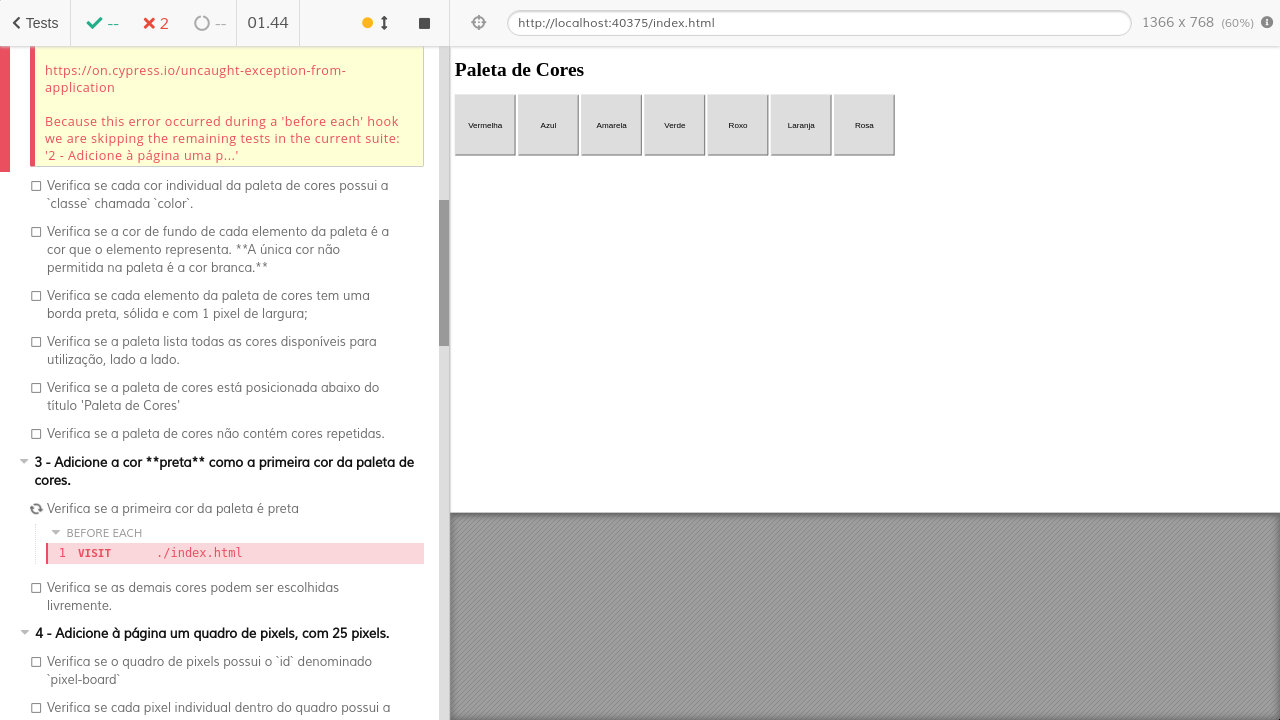 Tests
--
2
--
01.44
http://localhost:40375/index.html
1366 x 768 (60%)
https://on.cypress.io/uncaught-exception-from-
application
Because this error occurred during a 'before each' hook
we are skipping the remaining tests in the current suite:
'2 - Adicione à página uma p...'
Verifica se cada cor individual da paleta de cores possui a
`classe` chamada `color`.
Verifica se a cor de fundo de cada elemento da paleta é a
cor que o elemento representa. **A única cor não
permitida na paleta é a cor branca.**
Verifica se cada elemento da paleta de cores tem uma
borda preta, sólida e com 1 pixel de largura;
Verifica se a paleta lista todas as cores disponíveis para
utilização, lado a lado.
Verifica se a paleta de cores está posicionada abaixo do
título 'Paleta de Cores'
Verifica se a paleta de cores não contém cores repetidas.
3 - Adicione a cor **preta** como a primeira cor da paleta de
cores.
Verifica se a primeira cor da paleta é preta
BEFORE EACH
1 VISIT ./index.html
Verifica se as demais cores podem ser escolhidas
livremente.
4 - Adicione à página um quadro de pixels, com 25 pixels.
Verifica se o quadro de pixels possui o `id` denominado
`pixel-board`
Verifica se cada pixel individual dentro do quadro possui a
Paleta de Cores
Vermelha
Azul
Amarela
Verde
Roxo
Laranja
Rosa